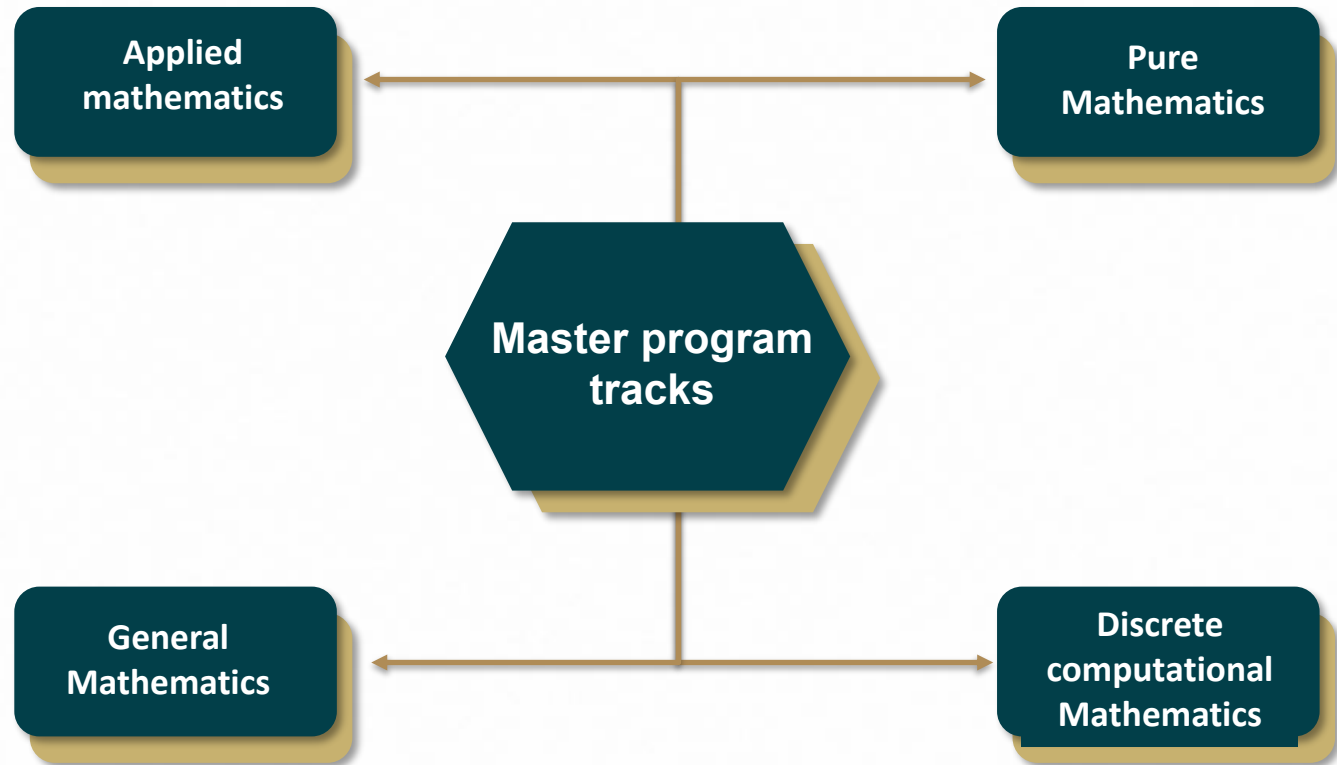 Applied
mathematics
Pure
Mathematics
Master program
tracks
General
Mathematics
Discrete
computational
Mathematics